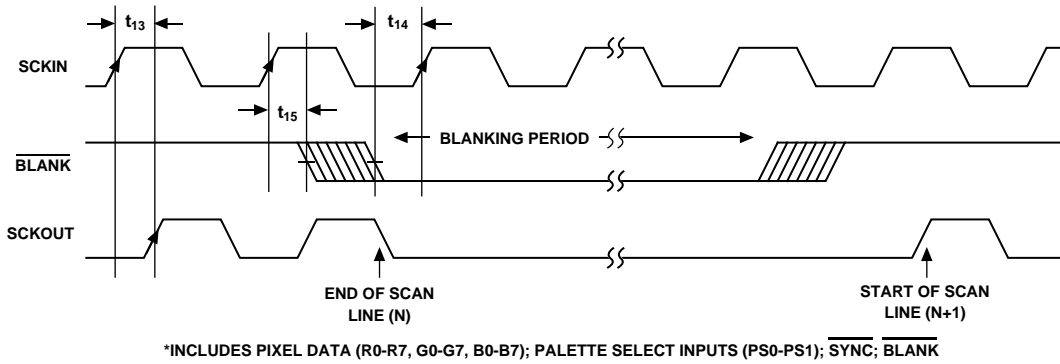 t13
t14
SCKIN
t15
BLANKING PERIOD
BLANK
SCKOUT
END OF SCAN
LINE (N)
START OF SCAN
LINE (N+1)
*INCLUDES PIXEL DATA (R0-R7, G0-G7, B0-B7); PALETTE SELECT INPUTS (PS0-PS1); SYNC; BLANK